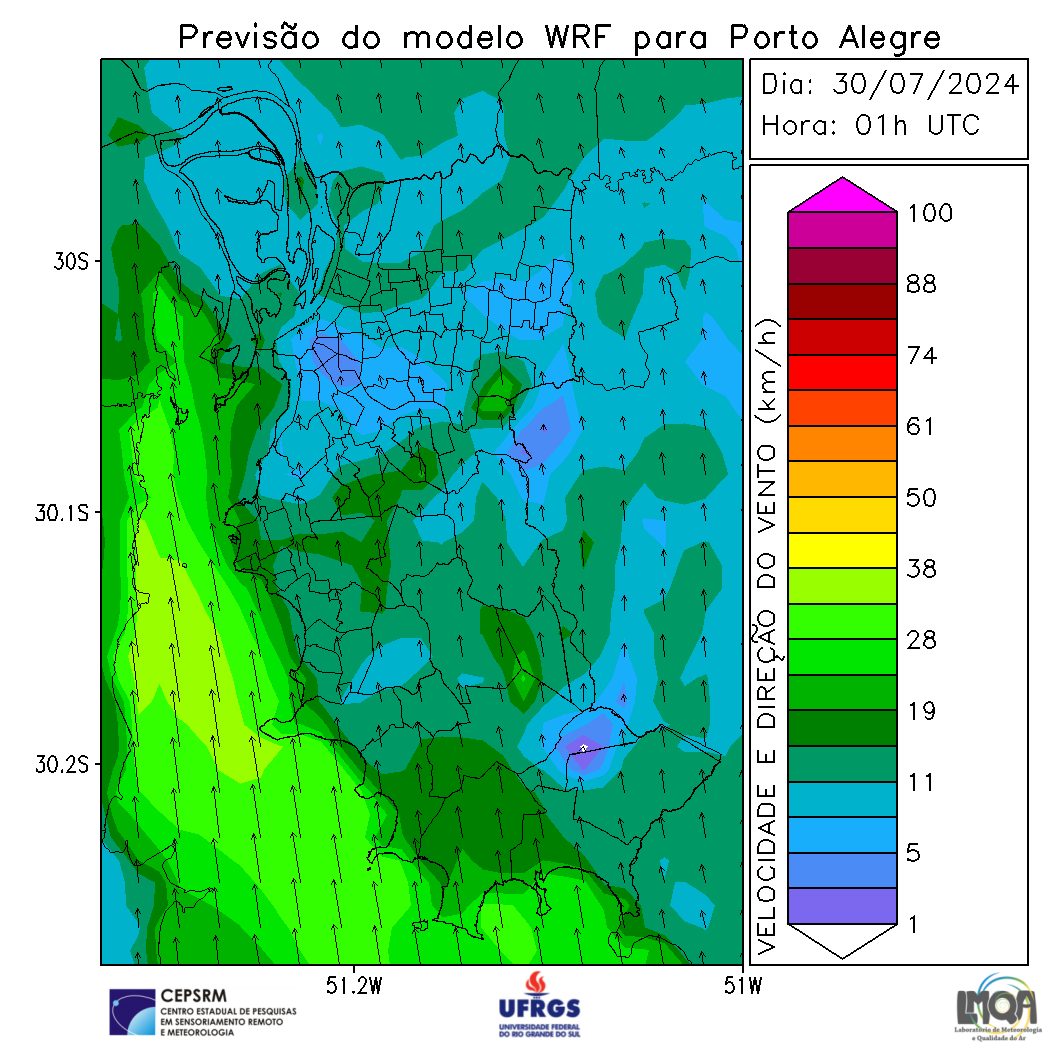 Previsão do modelo WRF para Porto Alegre
Dia: 30/07/2024
Hora: 01h UTC
30S
30.1S
30.2S
51.2W
51W
VELOCIDADE E DIREÇÃO DO VENTO (km/h)
100
88
74
61
50
38
28
19
11
5
1
CEPSRM
CENTRO ESTADUAL DE PESQUISAS
EM SENSORIAMENTO REMOTO
E METEOROLOGIA
UFRGS
UNIVERSIDADE FEDERAL
DO RIO GRANDE DO SUL
LMQA
Laboratório de Meteorologia
e Qualidade do Ar